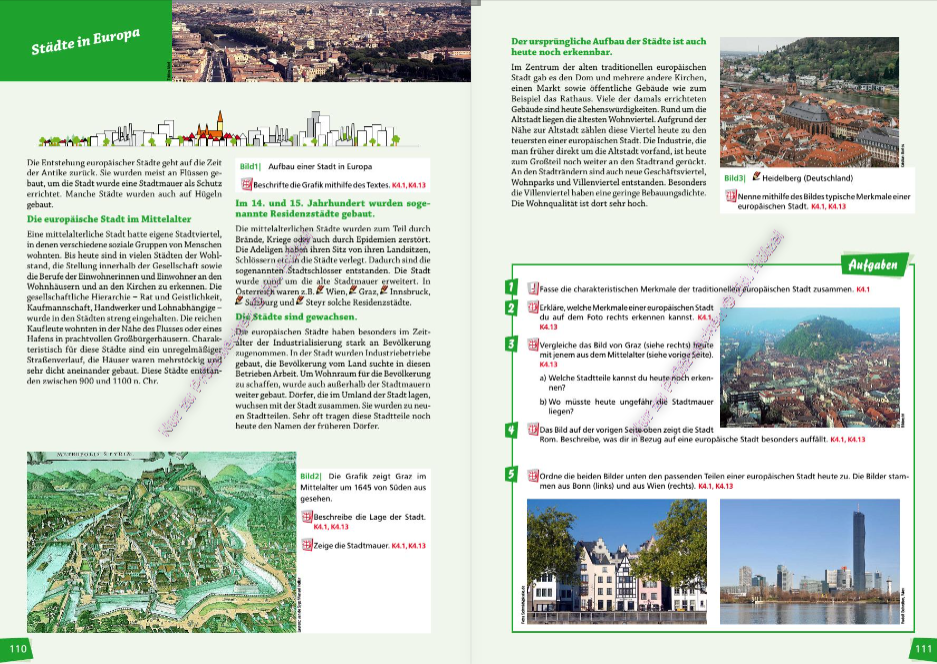 Städte in Europa
Die Entstehung europäischer Städte geht auf die Zeit
der Antike zurück. Sie wurden meist an Flüssen ge-
baut, um die Stadt wurde eine Stadtmauer als Schutz
errichtet. Manche Städte wurden auch auf Hügeln
gebaut.
Die europäische Stadt im Mittelalter
Eine mittelalterliche Stadt hatte eigene Stadtviertel,
in denen verschiedene soziale Gruppen von Menschen
wohnten. Bis heute sind in vielen Städten der Wohl-
stand, die Stellung innerhalb der Gesellschaft sowie
die Berufe der Einwohnerinnen und Einwohner an den
Wohnhäusern und an den Kirchen zu erkennen. Die
gesellschaftliche Hierarchie – Rat und Geistlichkeit,
Kaufmannschaft, Handwerker und Lohnabhängige –
wurde in den Städten streng eingehalten. Die reichen
Kaufleute wohnten in der Nähe des Flusses oder eines
Hafens in prachtvollen Großbürgerhäusern. Charak-
teristisch für diese Städte sind ein unregelmäßiger
Straßenverlauf, die Häuser waren mehrstöckig und
sehr dicht aneinander gebaut. Diese Städte entstan-
den zwischen 900 und 1100 n. Chr.
Bild1| Aufbau einer Stadt in Europa
Beschrifte die Grafik mithilfe des Textes. K4.1, K4.13
Im 14. und 15. Jahrhundert wurden soge-
nannte Residenzstädte gebaut.
Die mittelalterlichen Städte wurden zum Teil durch
Brände, Kriege oder auch durch Epidemien zerstört.
Die Adeligen haben ihren Sitz von ihren Landsitzen,
Schlössern etc. in die Städte verlegt. Dadurch sind die
sogenannten Stadtschlösser entstanden. Die Stadt
wurde rund um die alte Stadtmauer erweitert. In
Österreich waren z.B. Wien, Graz, Innsbruck,
Salzburg und Steyr solche Residenzstädte.
Die Städte sind gewachsen.
Die europäischen Städte haben besonders im Zeit-
alter der Industrialisierung stark an Bevölkerung
zugenommen. In der Stadt wurden Industriebetriebe
gebaut, die Bevölkerung vom Land suchte in diesen
Betrieben Arbeit. Um Wohnraum für die Bevölkerung
zu schaffen, wurde auch außerhalb der Stadtmauern
weiter gebaut. Dörfer, die im Umland der Stadt lagen,
wuchsen mit der Stadt zusammen. Sie wurden zu neu-
en Stadtteilen. Sehr oft tragen diese Stadtteile noch
heute den Namen der früheren Dörfer.
Bild2| Die Grafik zeigt Graz im
Mittelalter um 1645 von Süden aus
gesehen.
Beschreibe die Lage der Stadt.
K4.1, K4.13
Zeige die Stadtmauer. K4.1, K4.13
110
Der ursprüngliche Aufbau der Städte ist auch
heute noch erkennbar.
Im Zentrum der alten traditionellen europäischen
Stadt gab es den Dom und mehrere andere Kirchen,
einen Markt sowie öffentliche Gebäude wie zum
Beispiel das Rathaus. Viele der damals errichteten
Gebäude sind heute Sehenswürdigkeiten. Rund um die
Altstadt liegen die ältesten Wohnviertel. Aufgrund der
Nähe zur Altstadt zählen diese Viertel heute zu den
teuersten einer europäischen Stadt. Die Industrie, die
man früher direkt um die Altstadt vorfand, ist heute
zum Großteil noch weiter an den Stadtrand gerückt.
An den Stadträndern sind auch neue Geschäftsviertel,
Wohnparks und Villenviertel entstanden. Besonders
die Villenviertel haben eine geringe Bebauungsdichte.
Die Wohnqualität ist dort sehr hoch.
Bild3| Heidelberg (Deutschland)
Nenne mithilfe des Bildes typische Merkmale einer
europäischen Stadt. K4.1, K4.13
Aufgaben
1 Fasse die charakteristischen Merkmale der traditionellen europäischen Stadt zusammen. K4.1
2 Erkläre, welche Merkmale einer europäischen Stadt
du auf dem Foto rechts erkennen kannst. K4.1,
K4.13
3 Vergleiche das Bild von Graz (siehe rechts) heute
mit jenem aus dem Mittelalter (siehe vorige Seite).
K4.13
a) Welche Stadtteile kannst du heute noch erken-
nen?
b) Wo müsste heute ungefähr die Stadtmauer
liegen?
4 Das Bild auf der vorigen Seite oben zeigt die Stadt
Rom. Beschreibe, was dir in Bezug auf eine europäische Stadt besonders auffällt. K4.1, K4.13
5 Ordne die beiden Bilder unten den passenden Teilen einer europäischen Stadt heute zu. Die Bilder stam-
men aus Bonn (links) und aus Wien (rechts). K4.1, K4.13
111